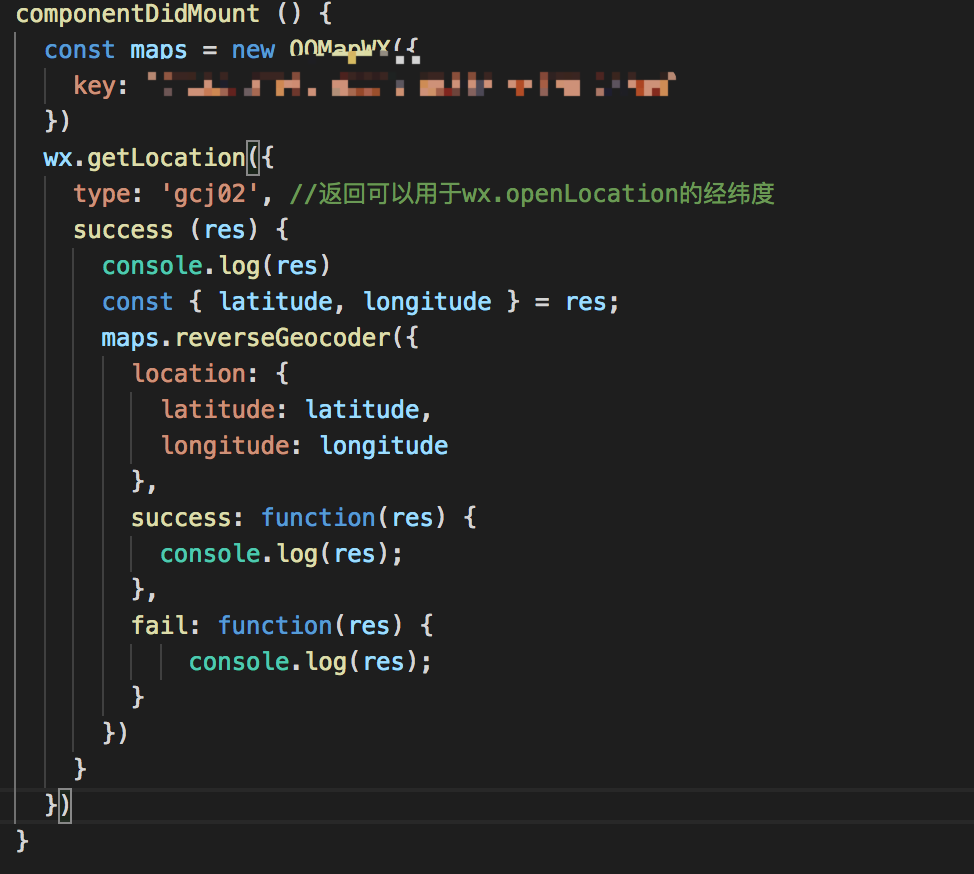 componentDidMount () {
  const maps = new QQMapWX({
    key:
  })
  wx.getLocation({
    type: 'gcj02', //返回可以用于wx.openLocation的经纬度
    success (res) {
      console.log(res)
      const { latitude, longitude } = res;
      maps.reverseGeocoder({
        location: {
          latitude: latitude,
          longitude: longitude
        },
        success: function(res) {
          console.log(res);
        },
        fail: function(res) {
            console.log(res);
        }
      })
    }
  })
}